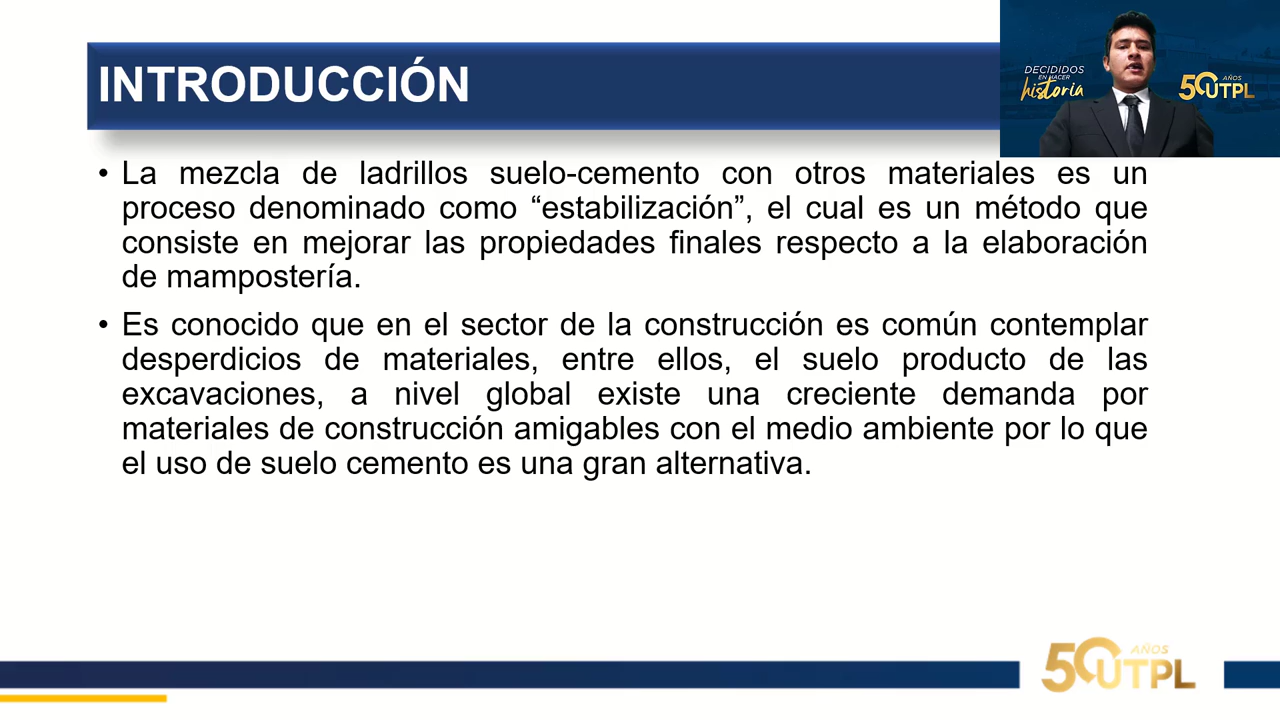 INTRODUCCIÓN
DECIDIDOS
EN HACER
historia
50 AÑOS
UTPL
• La mezcla de ladrillos suelo-cemento con otros materiales es un
proceso denominado como “estabilización”, el cual es un método que
consiste en mejorar las propiedades finales respecto a la elaboración
de mampostería.
• Es conocido que en el sector de la construcción es común contemplar
desperdicios de materiales, entre ellos, el suelo producto de las
excavaciones, a nivel global existe una creciente demanda por
materiales de construcción amigables con el medio ambiente por lo que
el uso de suelo cemento es una gran alternativa.
50 AÑOS
UTPL